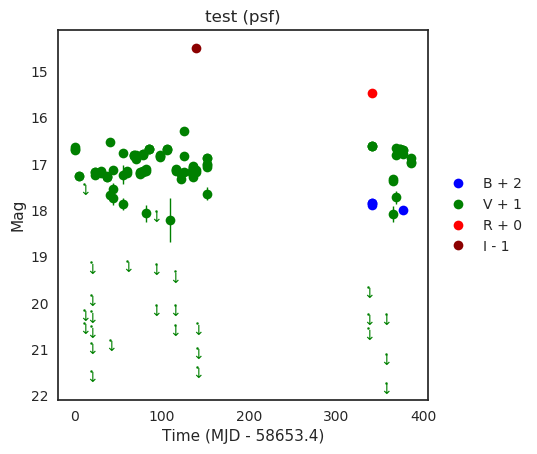 test (psf)
15
16
17
18
19
20
21
22
Mag
0
100
200
300
400
Time (MJD - 58653.4)
B + 2
V + 1
R + 0
I - 1